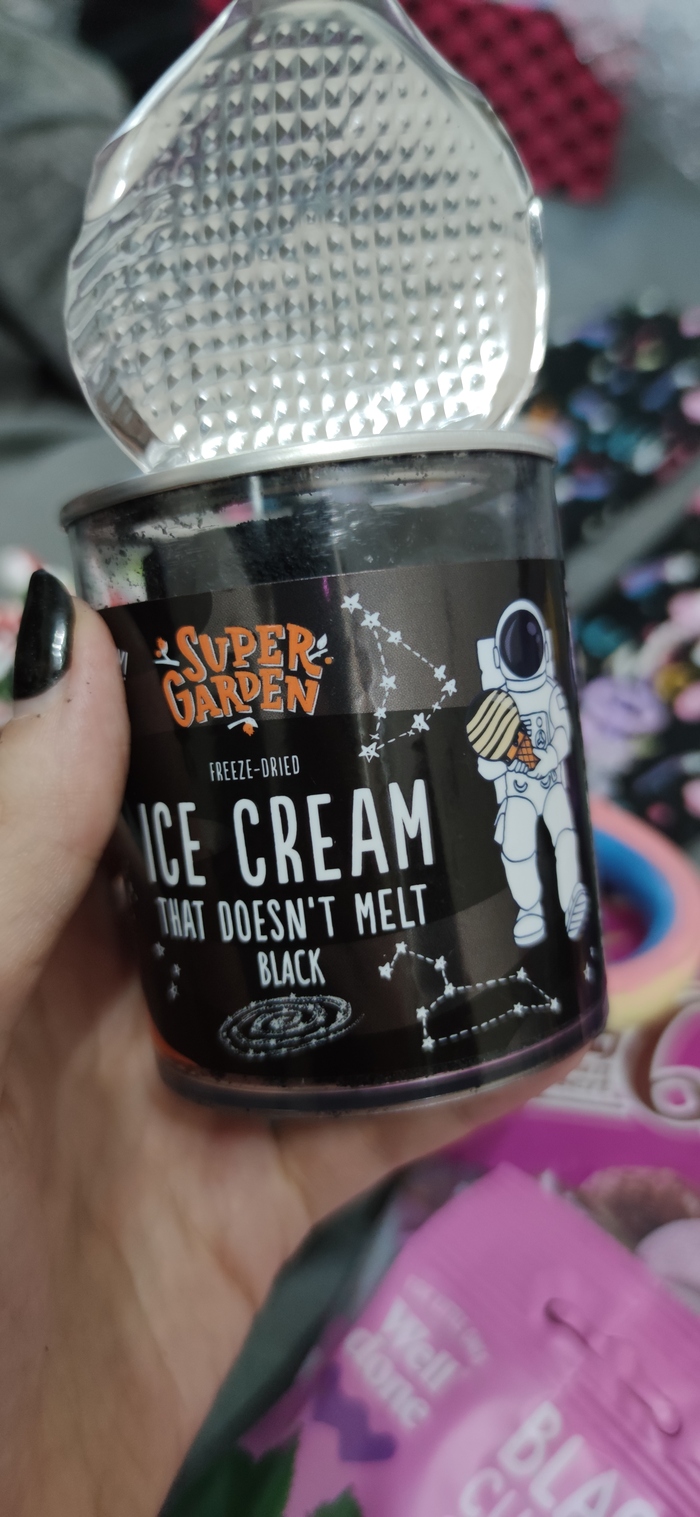 SUPER
GARDEN
FREEZE-DRIED
ICE CREAM
THAT DOESN'T MELT
BLACK
Well
done